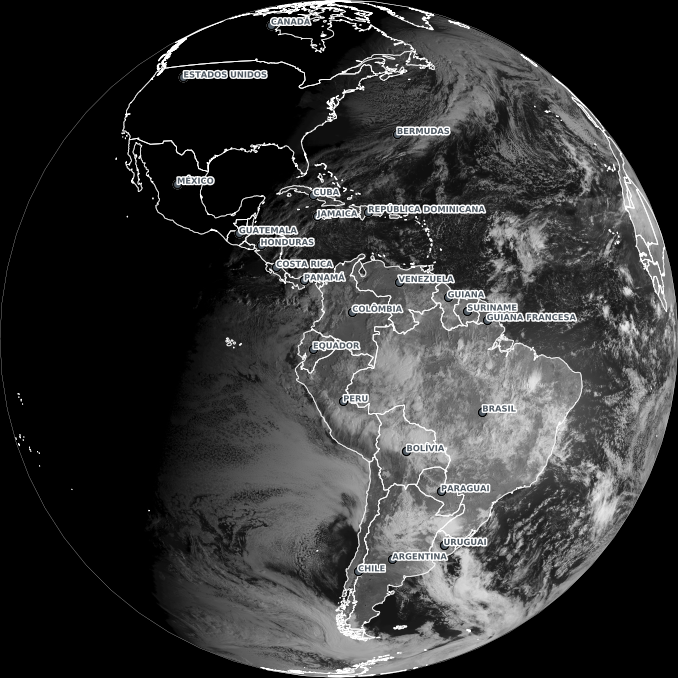 CANADÁ
ESTADOS UNIDOS
BERMUDAS
MÉXICO
CUBA
JAMAICA
REPÚBLICA DOMINICANA
GUATEMALA
HONDURAS
COSTA RICA
PANAMÁ
VENEZUELA
GUIANA
COLÔMBIA
SURINAME
GUIANA FRANCESA
EQUADOR
PERU
BRASIL
BOLÍVIA
PARAGUAI
URUGUAI
ARGENTINA
CHILE